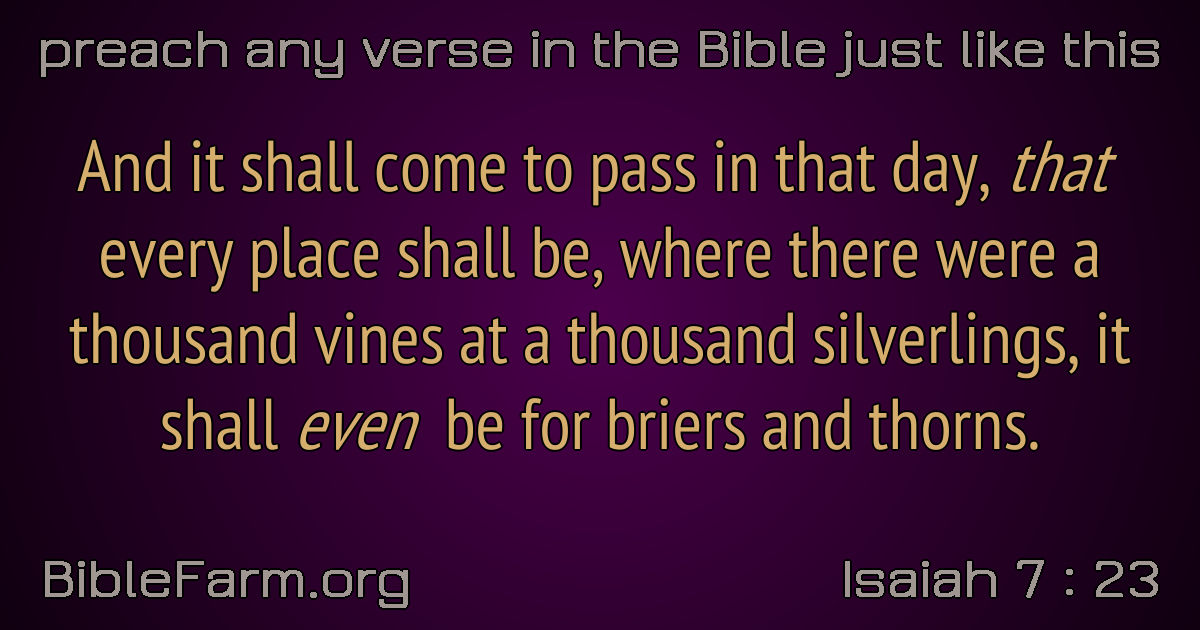 preach any verse in the Bible just like this
And it shall come to pass in that day, that
every place shall be, where there were a
thousand vines at a thousand silverlings, it
shall even be for briers and thorns.
BibleFarm.org
Isaiah 7 : 23